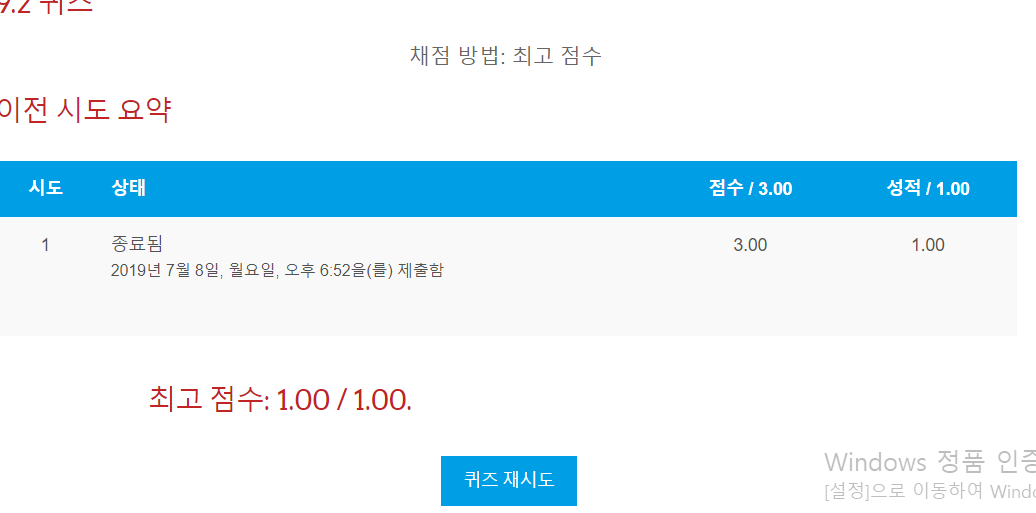 9.2 퀴즈
채점 방법: 최고 점수
이전 시도 요약
시도 상태 점수 / 3.00 성적 / 1.00
1 종료됨 3.00 1.00
2019년 7월 8일, 월요일, 오후 6:52을(를) 제출함
최고 점수: 1.00 / 1.00.
퀴즈 재시도
Windows 정품 인증
[설정]으로 이동하여